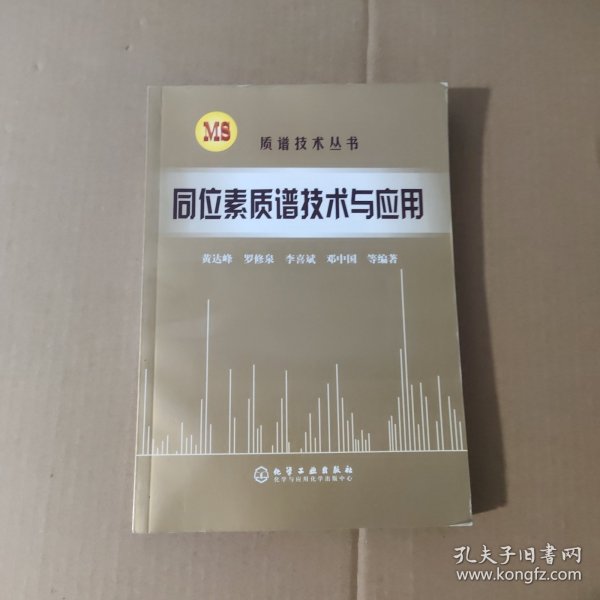 MS
质谱技术丛书
同位素质谱技术与应用
黄达峰 罗修泉 李喜斌 邓中国 等编著
化学工业出版社
化学与应用化学出版中心
孔夫子旧书网
www.kongfz.com